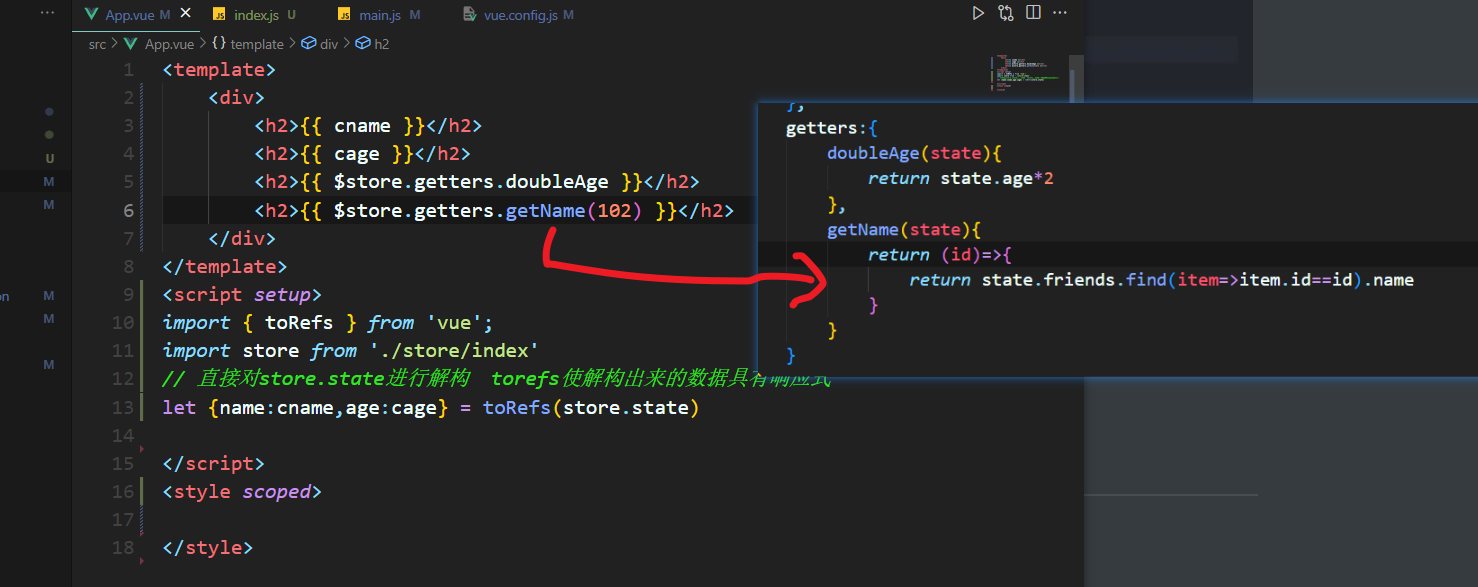 App.vue M
index.js U
main.js M
vue.config.js M
src > App.vue > {} template > div > h2
1 <template>
2 <div>
3 <h2>{{ cname }}</h2>
4 <h2>{{ cage }}</h2>
5 <h2>{{ $store.getters.doubleAge }}</h2>
6 <h2>{{ $store.getters.getName(102) }}</h2>
7 </div>
8 </template>
9 <script setup>
10 import { toRefs } from 'vue';
11 import store from './store/index'
12 // 直接对store.state进行解构 torefs使解构出来的数据具有响应式
13 let {name:cname,age:cage} = toRefs(store.state)
14
15 </script>
16 <style scoped>
17
18 </style>
U
M
M
on M
M
M
},
getters:{
doubleAge(state){
return state.age*2
},
getName(state){
return (id)=>{
return state.friends.find(item=>item.id==id).name
}
}
}